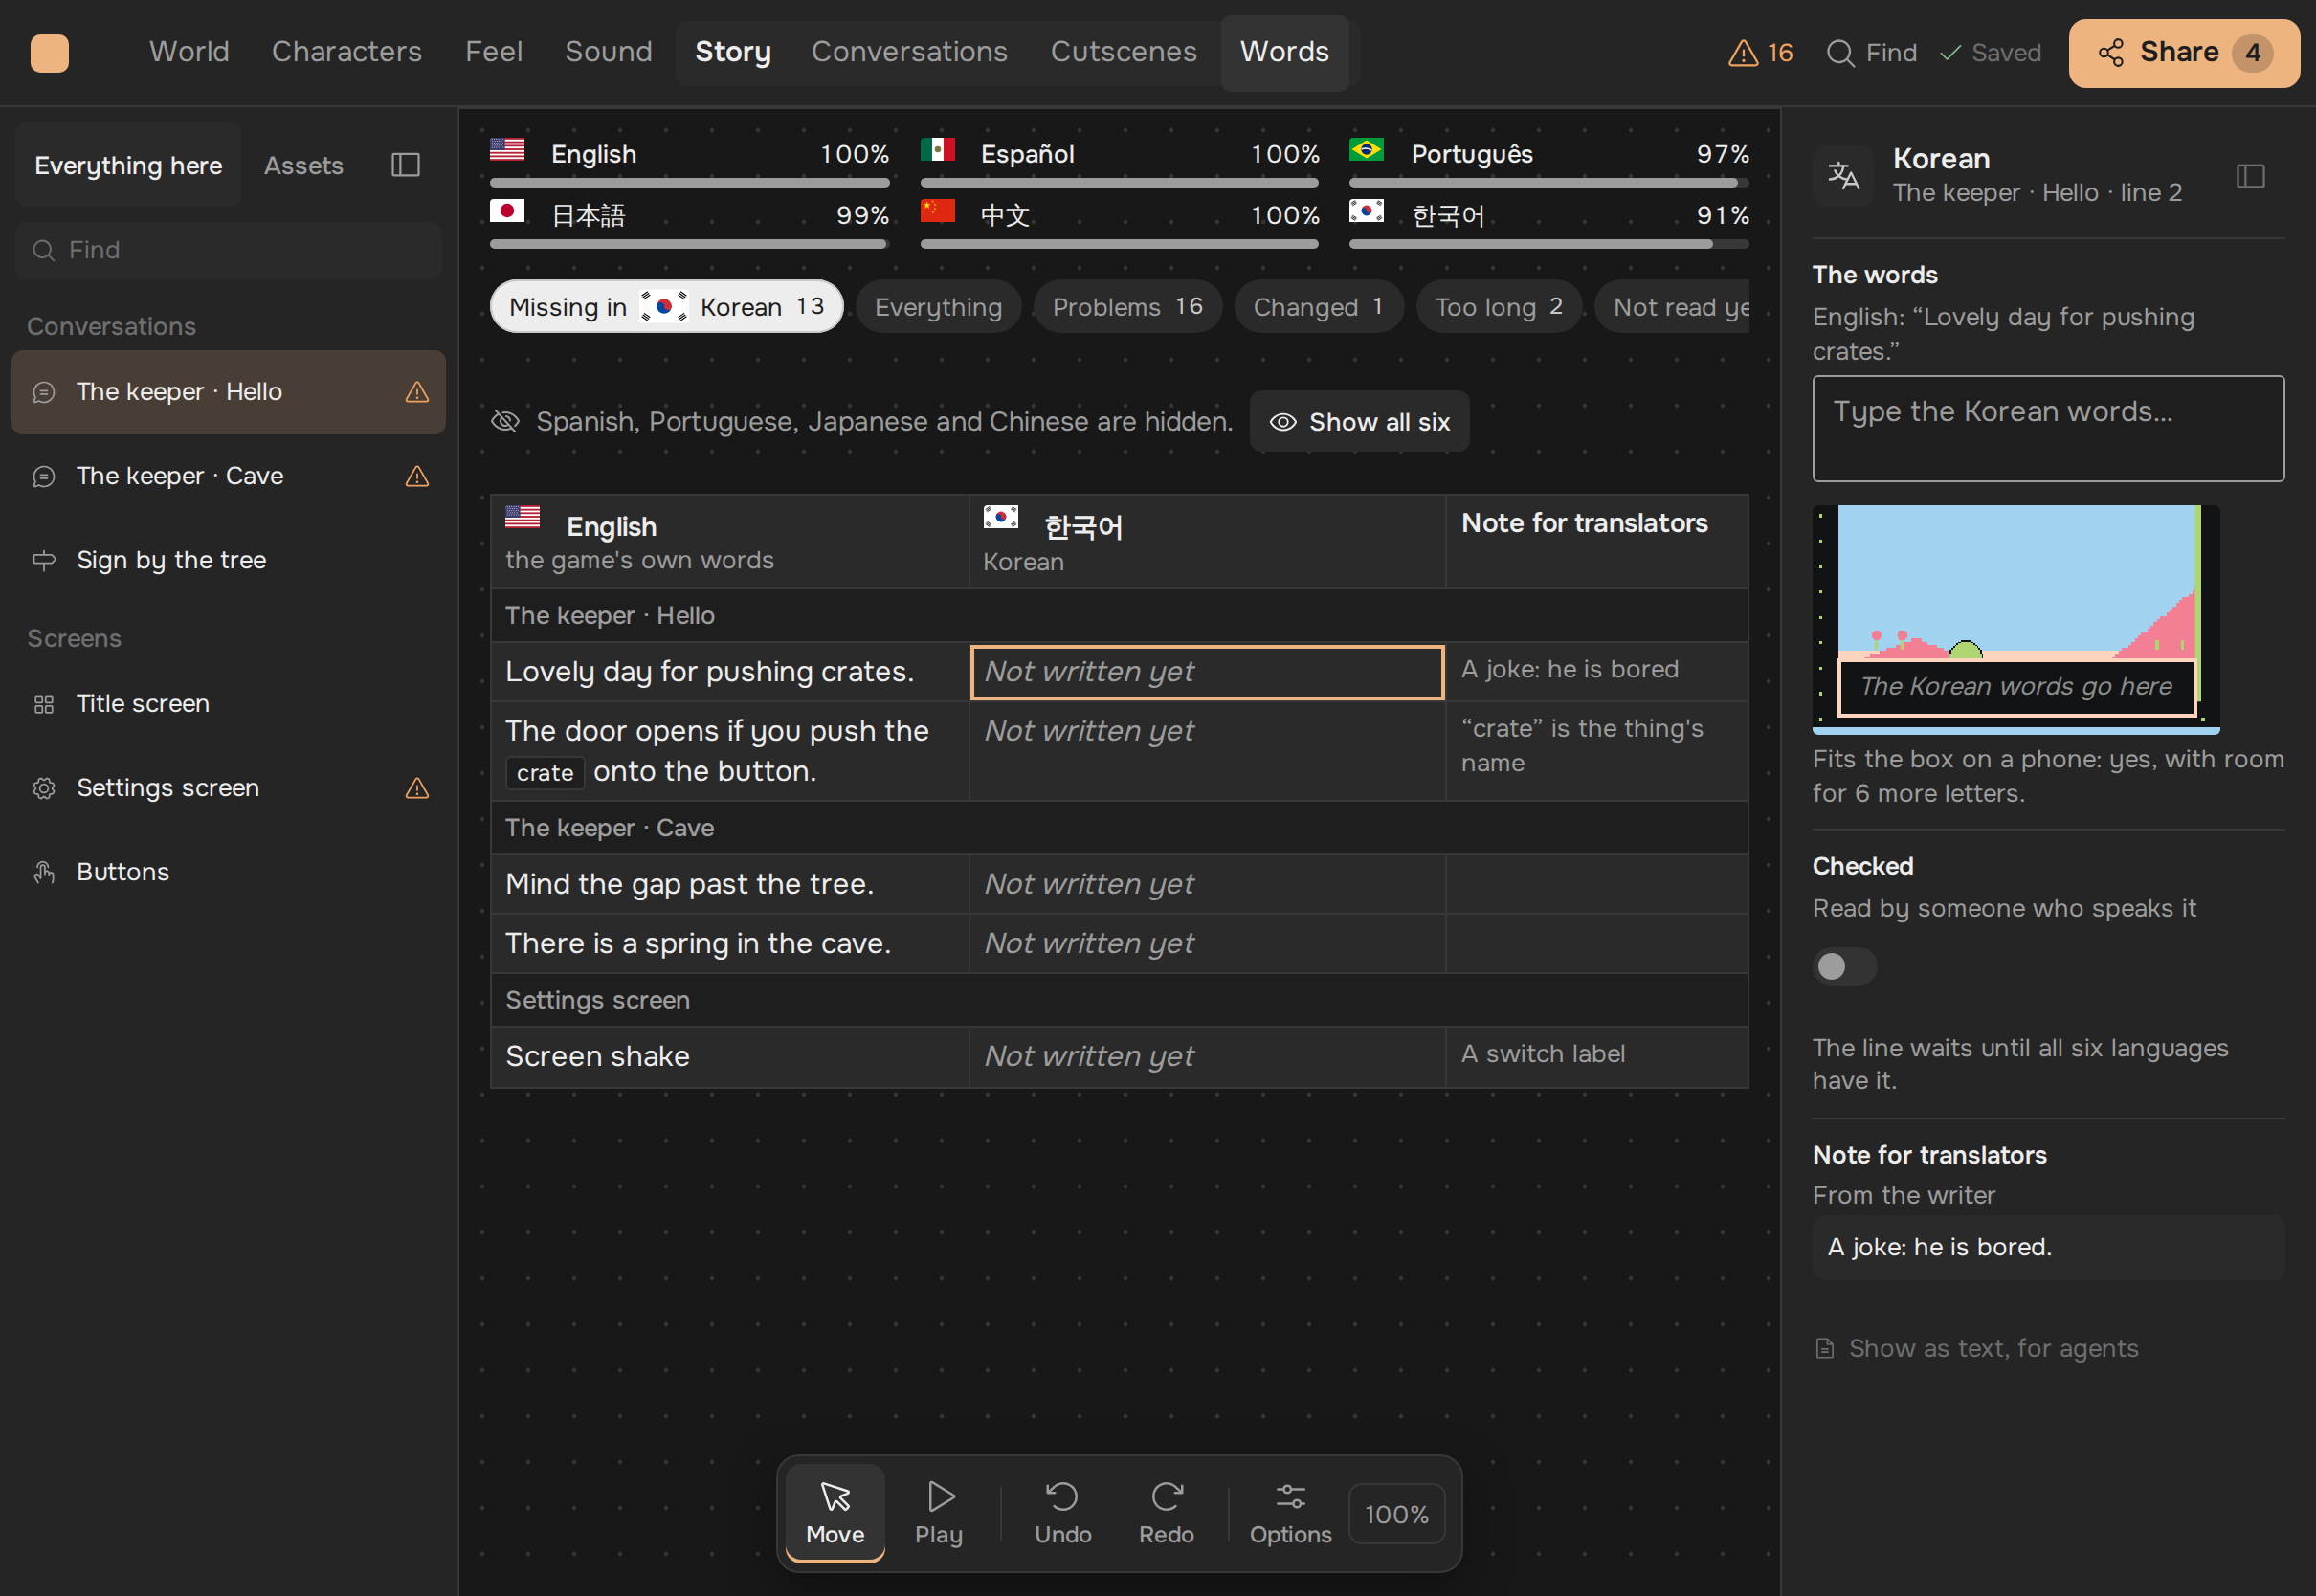 World Characters Feel Sound Story Conversations Cutscenes Words 16 Find Saved Share 4
Everything here Assets
Find
Conversations
The keeper · Hello
The keeper · Cave
Sign by the tree
Screens
Title screen
Settings screen
Buttons
English 100% Español 100% Português 97%
日本語 99% 中文 100% 한국어 91%
Missing in Korean 13 Everything Problems 16 Changed 1 Too long 2 Not read ye
Spanish, Portuguese, Japanese and Chinese are hidden. Show all six
English 한국어 Note for translators
the game's own words Korean
The keeper · Hello
Lovely day for pushing crates. Not written yet A joke: he is bored
The door opens if you push the Not written yet “crate” is the thing's
crate onto the button. name
The keeper · Cave
Mind the gap past the tree. Not written yet
There is a spring in the cave. Not written yet
Settings screen
Screen shake Not written yet A switch label
Move Play Undo Redo Options 100%
Korean
The keeper · Hello · line 2
The words
English: “Lovely day for pushing
crates.”
Type the Korean words...
The Korean words go here
Fits the box on a phone: yes, with room
for 6 more letters.
Checked
Read by someone who speaks it
The line waits until all six languages
have it.
Note for translators
From the writer
A joke: he is bored.
Show as text, for agents